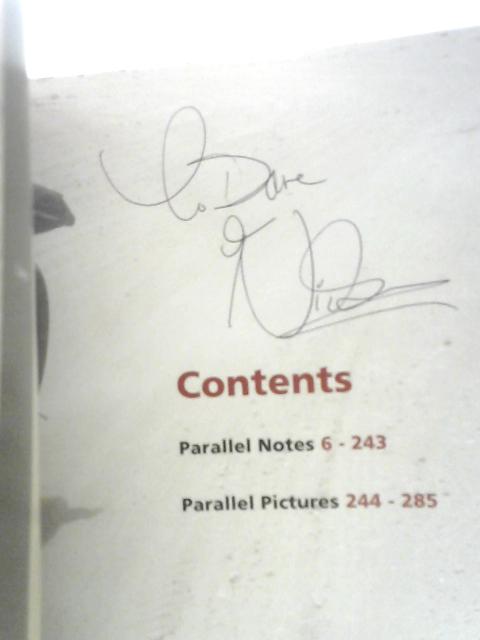 To Dave
Contents
Parallel Notes 6 - 243
Parallel Pictures 244 - 285